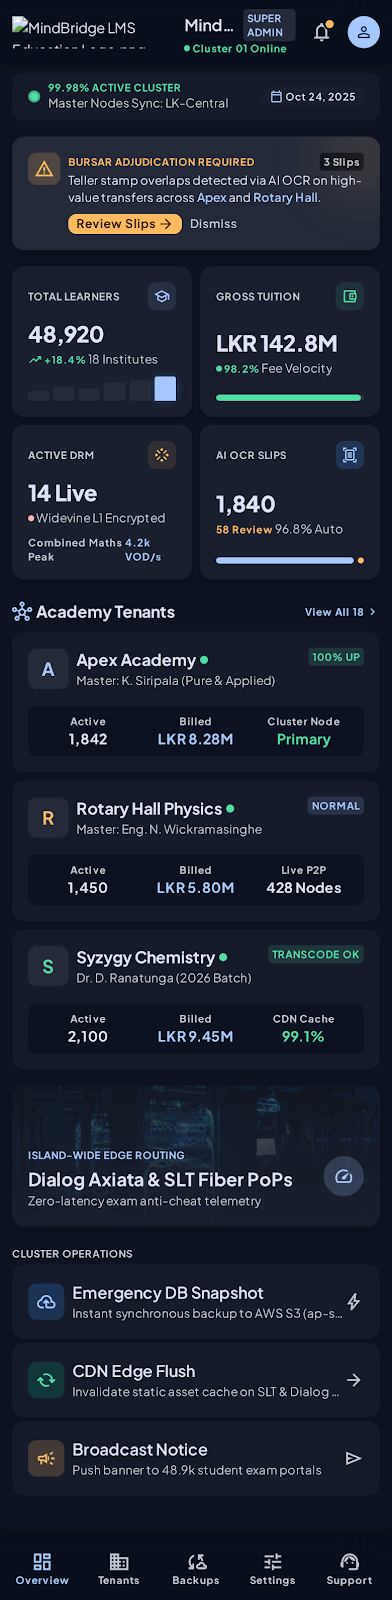 MindBridge LMS
Mind...
SUPER ADMIN
Cluster 01 Online
99.98% ACTIVE CLUSTER
Master Nodes Sync: LK-Central
Oct 24, 2025
BURSAR ADJUDICATION REQUIRED
3 Slips
Teller stamp overlaps detected via AI OCR on high-
value transfers across Apex and Rotary Hall.
Review Slips
Dismiss
TOTAL LEARNERS
48,920
+18.4% 18 Institutes
GROSS TUITION
LKR 142.8M
98.2% Fee Velocity
ACTIVE DRM
14 Live
Widevine L1 Encrypted
Combined Maths Peak
4.2k VOD/s
AI OCR SLIPS
1,840
58 Review 96.8% Auto
Academy Tenants
View All 18
A
Apex Academy
100% UP
Master: K. Siripala (Pure & Applied)
Active
Billed
Cluster Node
1,842
LKR 8.28M
Primary
R
Rotary Hall Physics
NORMAL
Master: Eng. N. Wickramasinghe
Active
Billed
Live P2P
1,450
LKR 5.80M
428 Nodes
S
Syzygy Chemistry
TRANSCODE OK
Dr. D. Ranatunga (2026 Batch)
Active
Billed
CDN Cache
2,100
LKR 9.45M
99.1%
ISLAND-WIDE EDGE ROUTING
Dialog Axiata & SLT Fiber PoPs
Zero-latency exam anti-cheat telemetry
CLUSTER OPERATIONS
Emergency DB Snapshot
Instant synchronous backup to AWS S3 (ap-s...
CDN Edge Flush
Invalidate static asset cache on SLT & Dialog ...
Broadcast Notice
Push banner to 48.9k student exam portals
Overview
Tenants
Backups
Settings
Support